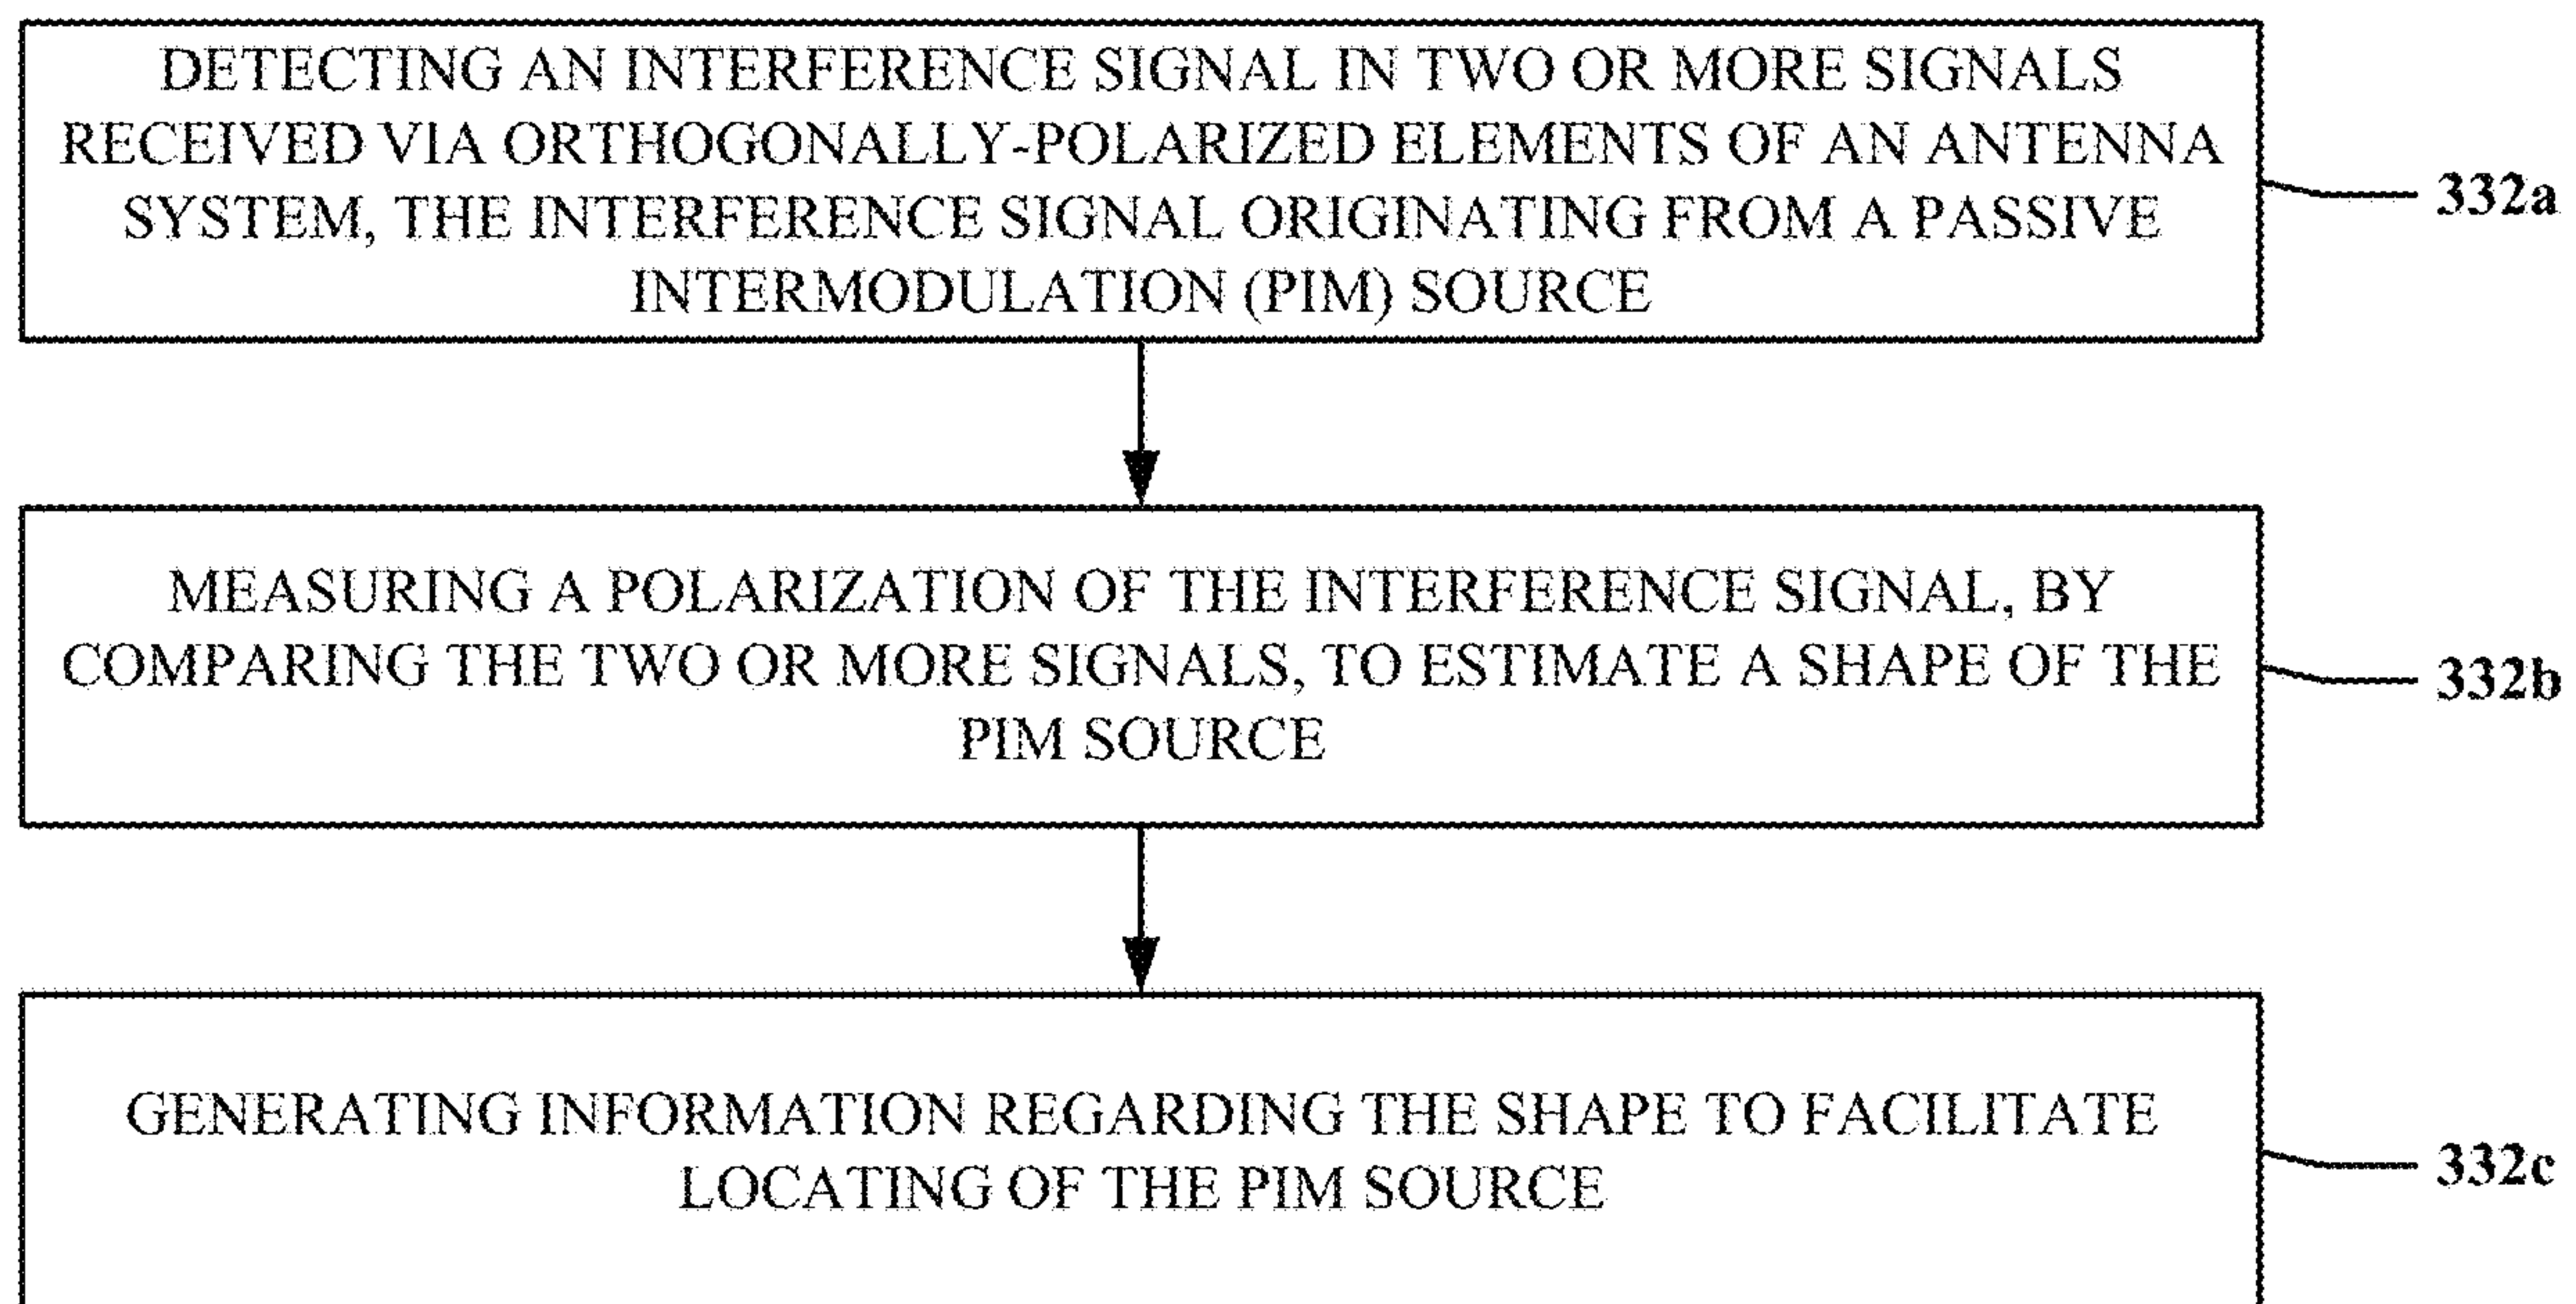 DETECTING AN INTERFERENCE SIGNAL IN TWO OR MORE SIGNALS
RECEIVED VIA ORTHOGONALLY-POLARIZED ELEMENTS OF AN ANTENNA
SYSTEM, THE INTERFERENCE SIGNAL ORIGINATING FROM A PASSIVE
INTERMODULATION (PIM) SOURCE
332a
MEASURING A POLARIZATION OF THE INTERFERENCE SIGNAL, BY
COMPARING THE TWO OR MORE SIGNALS, TO ESTIMATE A SHAPE OF THE
PIM SOURCE
332b
GENERATING INFORMATION REGARDING THE SHAPE TO FACILITATE
LOCATING OF THE PIM SOURCE
332c